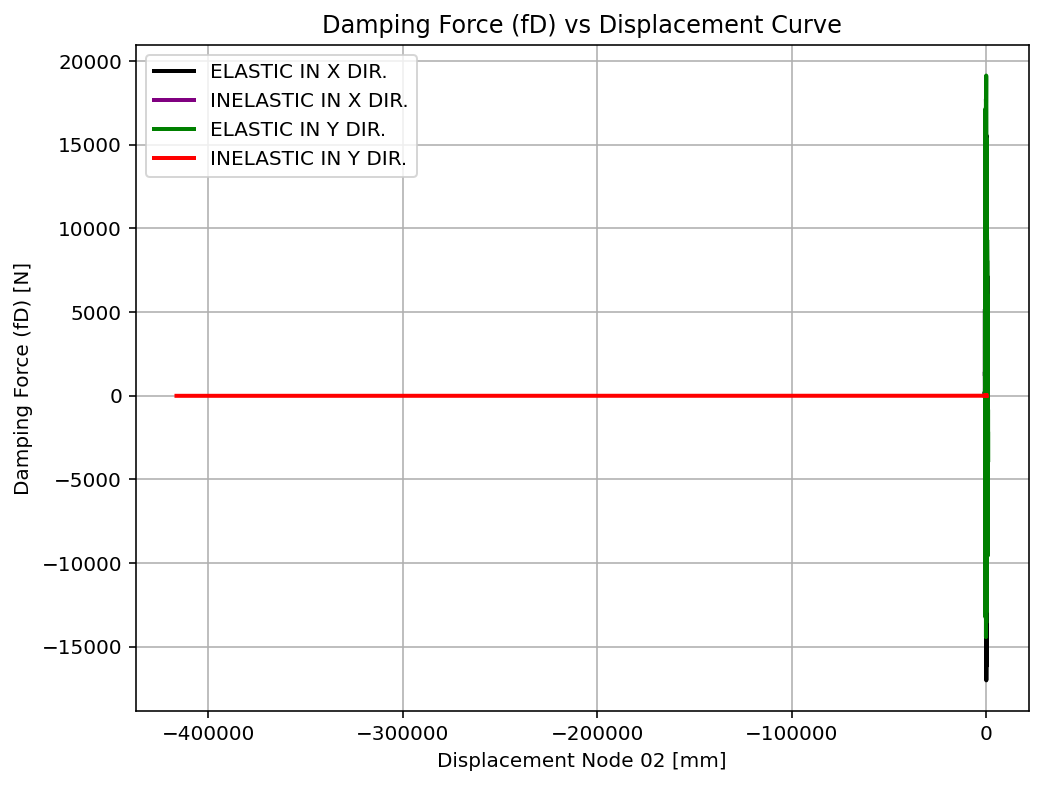 Damping Force (fD) vs Displacement Curve
ELASTIC IN X DIR.
INELASTIC IN X DIR.
ELASTIC IN Y DIR.
INELASTIC IN Y DIR.
20000
15000
10000
5000
0
−5000
−10000
−15000
Damping Force (fD) [N]
−400000 −300000 −200000 −100000 0
Displacement Node 02 [mm]